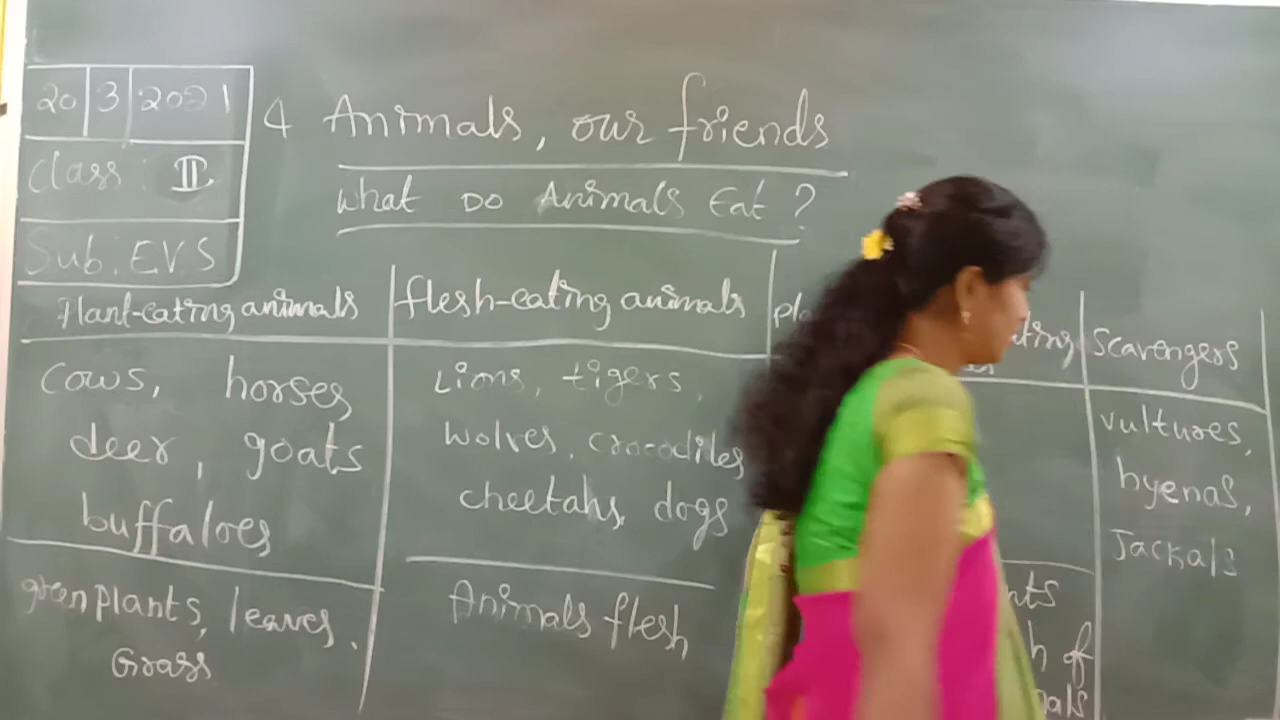 20 3 2021
Class: II
Sub: EVS
4 Animals, our friends
What Do Animals Eat?
Plant-eating animals
cows, horses
deer, goats
buffaloes
green plants, leaves.
Grass
flesh-eating animals
Lions, tigers,
wolves, crocodiles
cheetahs, dogs
Animals flesh
of
Scavengers
vultures,
hyenas,
Jackals